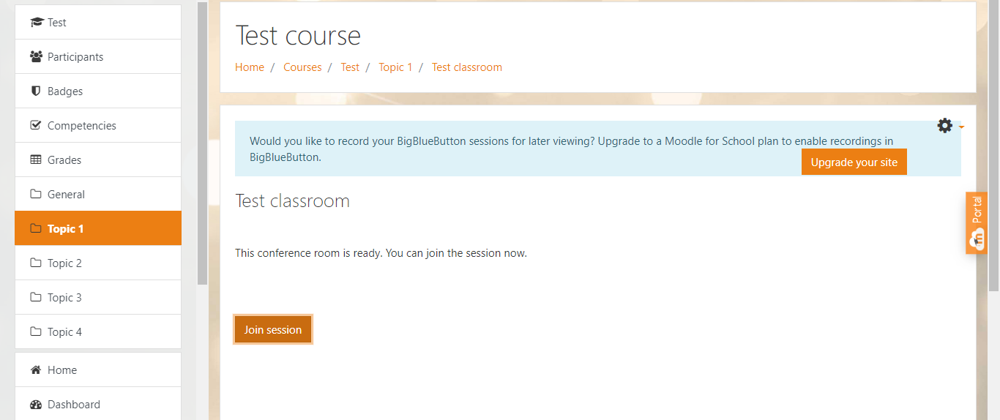 Test
Participants
Badges
Competencies
Grades
General
Topic 1
Topic 2
Topic 3
Topic 4
Home
Dashboard
Test course
Home / Courses / Test / Topic 1 / Test classroom
Would you like to record your BigBlueButton sessions for later viewing? Upgrade to a Moodle for School plan to enable recordings in
BigBlueButton.
Upgrade your site
Test classroom
This conference room is ready. You can join the session now.
Join session
Portal